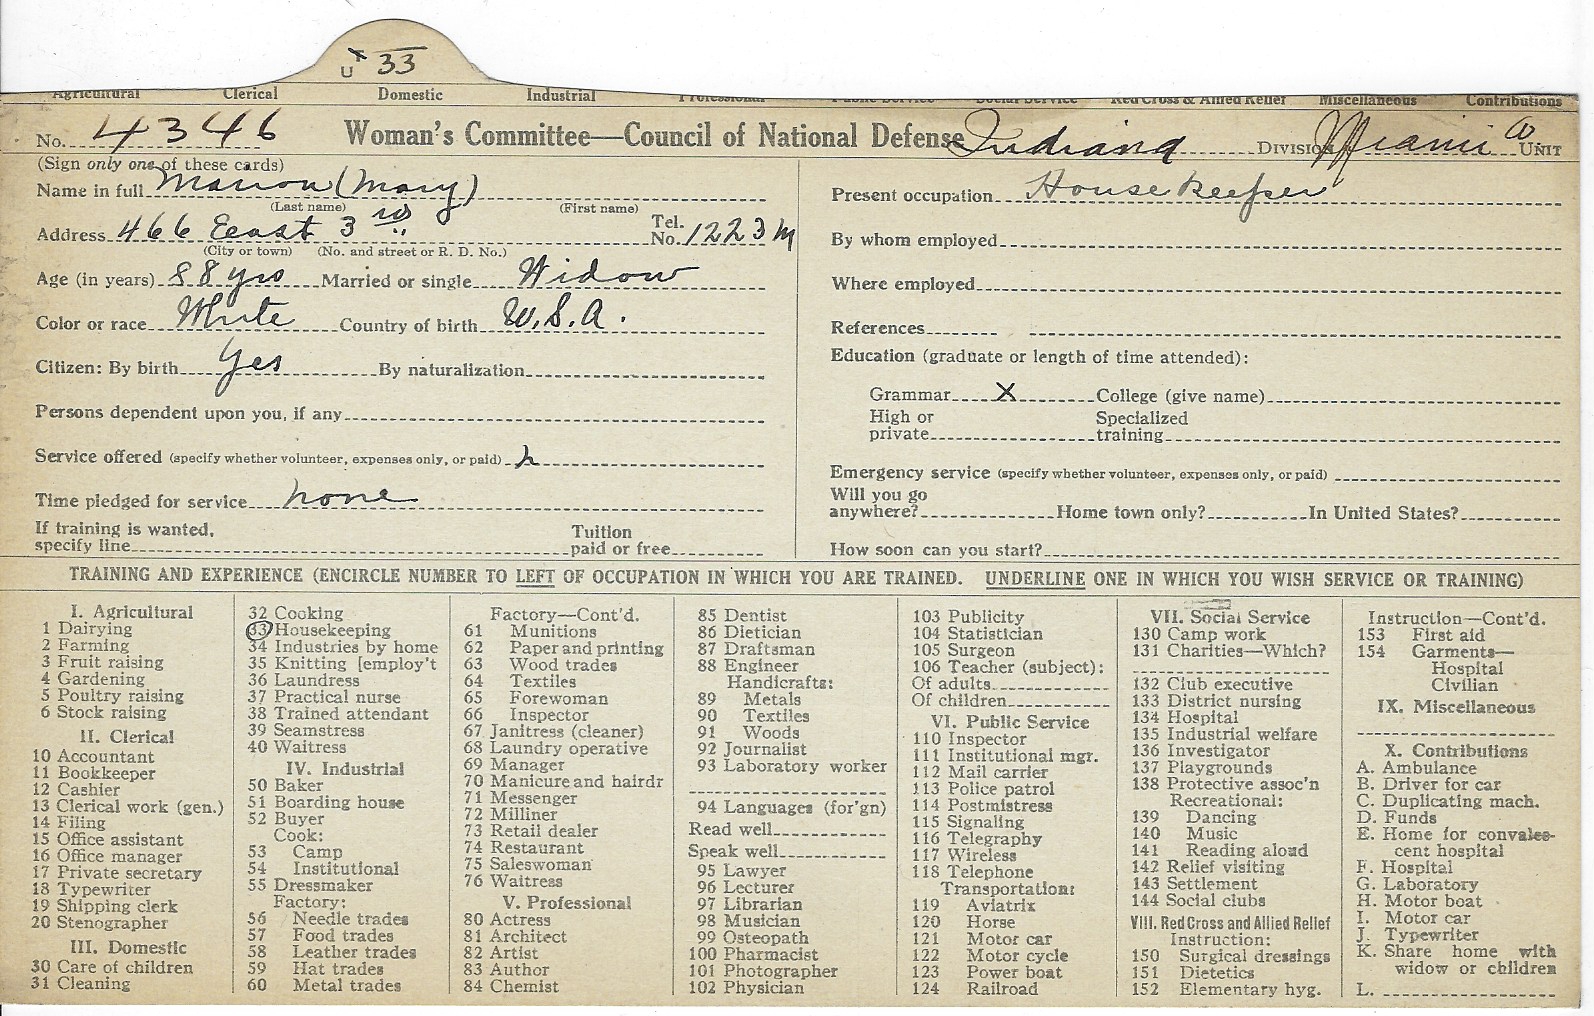 U 33
Agricultural Clerical Domestic Industrial Professional Public Service Social Service Red Cross & Allied Relief Miscellaneous Contributions
No. 4346 Woman's Committee—Council of National Defense Indiana DIVISION Miami Co UNIT
(Sign only one of these cards)
Name in full Marion (Mary)
(Last name) (First name)
Address 466 East 3rd Tel. No. 1223 M
(City or town) (No. and street or R. D. No.)
Age (in years) 88 yrs Married or single Widow
Color or race White Country of birth U.S.A.
Citizen: By birth Yes By naturalization
Persons dependent upon you, if any
Service offered (specify whether volunteer, expenses only, or paid)
Time pledged for service none
If training is wanted, specify line Tuition paid or free
Present occupation House Keeper
By whom employed
Where employed
References
Education (graduate or length of time attended):
Grammar X College (give name)
High or private Specialized training
Emergency service (specify whether volunteer, expenses only, or paid)
Will you go anywhere? Home town only? In United States?
How soon can you start?
TRAINING AND EXPERIENCE (ENCIRCLE NUMBER TO LEFT OF OCCUPATION IN WHICH YOU ARE TRAINED. UNDERLINE ONE IN WHICH YOU WISH SERVICE OR TRAINING)
I. Agricultural
1 Dairying
2 Farming
3 Fruit raising
4 Gardening
5 Poultry raising
6 Stock raising
II. Clerical
10 Accountant
11 Bookkeeper
12 Cashier
13 Clerical work (gen.)
14 Filing
15 Office assistant
16 Office manager
17 Private secretary
18 Typewriter
19 Shipping clerk
20 Stenographer
III. Domestic
30 Care of children
31 Cleaning
32 Cooking
33 Housekeeping
34 Industries by home
35 Knitting [employ't
36 Laundress
37 Practical nurse
38 Trained attendant
39 Seamstress
40 Waitress
IV. Industrial
50 Baker
51 Boarding house
52 Buyer
Cook:
53 Camp
54 Institutional
55 Dressmaker
Factory:
56 Needle trades
57 Food trades
58 Leather trades
59 Hat trades
60 Metal trades
Factory—Cont'd.
61 Munitions
62 Paper and printing
63 Wood trades
64 Textiles
65 Forewoman
66 Inspector
67 Janitress (cleaner)
68 Laundry operative
69 Manager
70 Manicure and hairdr
71 Messenger
72 Milliner
73 Retail dealer
74 Restaurant
75 Saleswoman
76 Waitress
V. Professional
80 Actress
81 Architect
82 Artist
83 Author
84 Chemist
85 Dentist
86 Dietician
87 Draftsman
88 Engineer
Handicrafts:
89 Metals
90 Textiles
91 Woods
92 Journalist
93 Laboratory worker
94 Languages (for'gn)
Read well
Speak well
95 Lawyer
96 Lecturer
97 Librarian
98 Musician
99 Osteopath
100 Pharmacist
101 Photographer
102 Physician
103 Publicity
104 Statistician
105 Surgeon
106 Teacher (subject):
Of adults
Of children
VI. Public Service
110 Inspector
111 Institutional mgr.
112 Mail carrier
113 Police patrol
114 Postmistress
115 Signaling
116 Telegraphy
117 Wireless
118 Telephone
Transportation:
119 Aviatrix
120 Horse
121 Motor car
122 Motor cycle
123 Power boat
124 Railroad
VII. Social Service
130 Camp work
131 Charities—Which?
132 Club executive
133 District nursing
134 Hospital
135 Industrial welfare
136 Investigator
137 Playgrounds
138 Protective assoc'n
Recreational:
139 Dancing
140 Music
141 Reading aloud
142 Relief visiting
143 Settlement
144 Social clubs
VIII. Red Cross and Allied Relief
Instruction:
150 Surgical dressings
151 Dietetics
152 Elementary hyg.
Instruction—Cont'd.
153 First aid
154 Garments—
Hospital
Civilian
IX. Miscellaneous
X. Contributions
A. Ambulance
B. Driver for car
C. Duplicating mach.
D. Funds
E. Home for convales-
cent hospital
F. Hospital
G. Laboratory
H. Motor boat
I. Motor car
J. Typewriter
K. Share home with
widow or children
L.